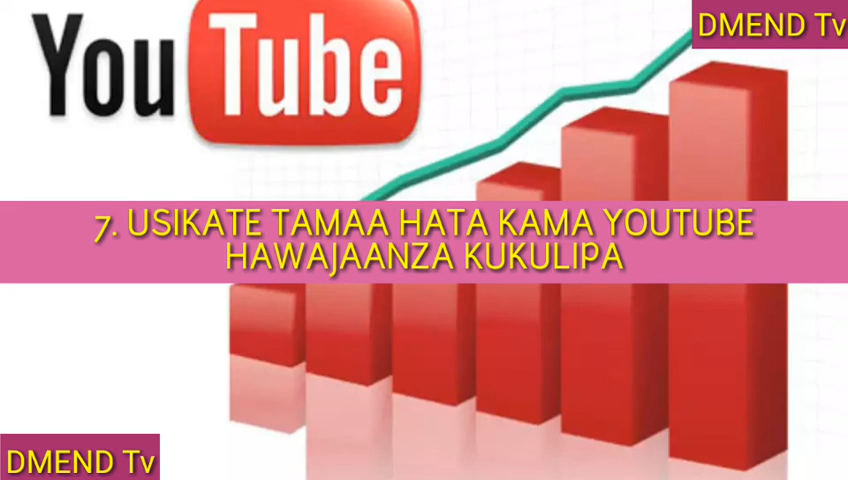 YouTube
DMEND Tv
7. USIKATE TAMAA HATA KAMA YOUTUBE
HAWAJAANZA KUKULIPA
DMEND Tv